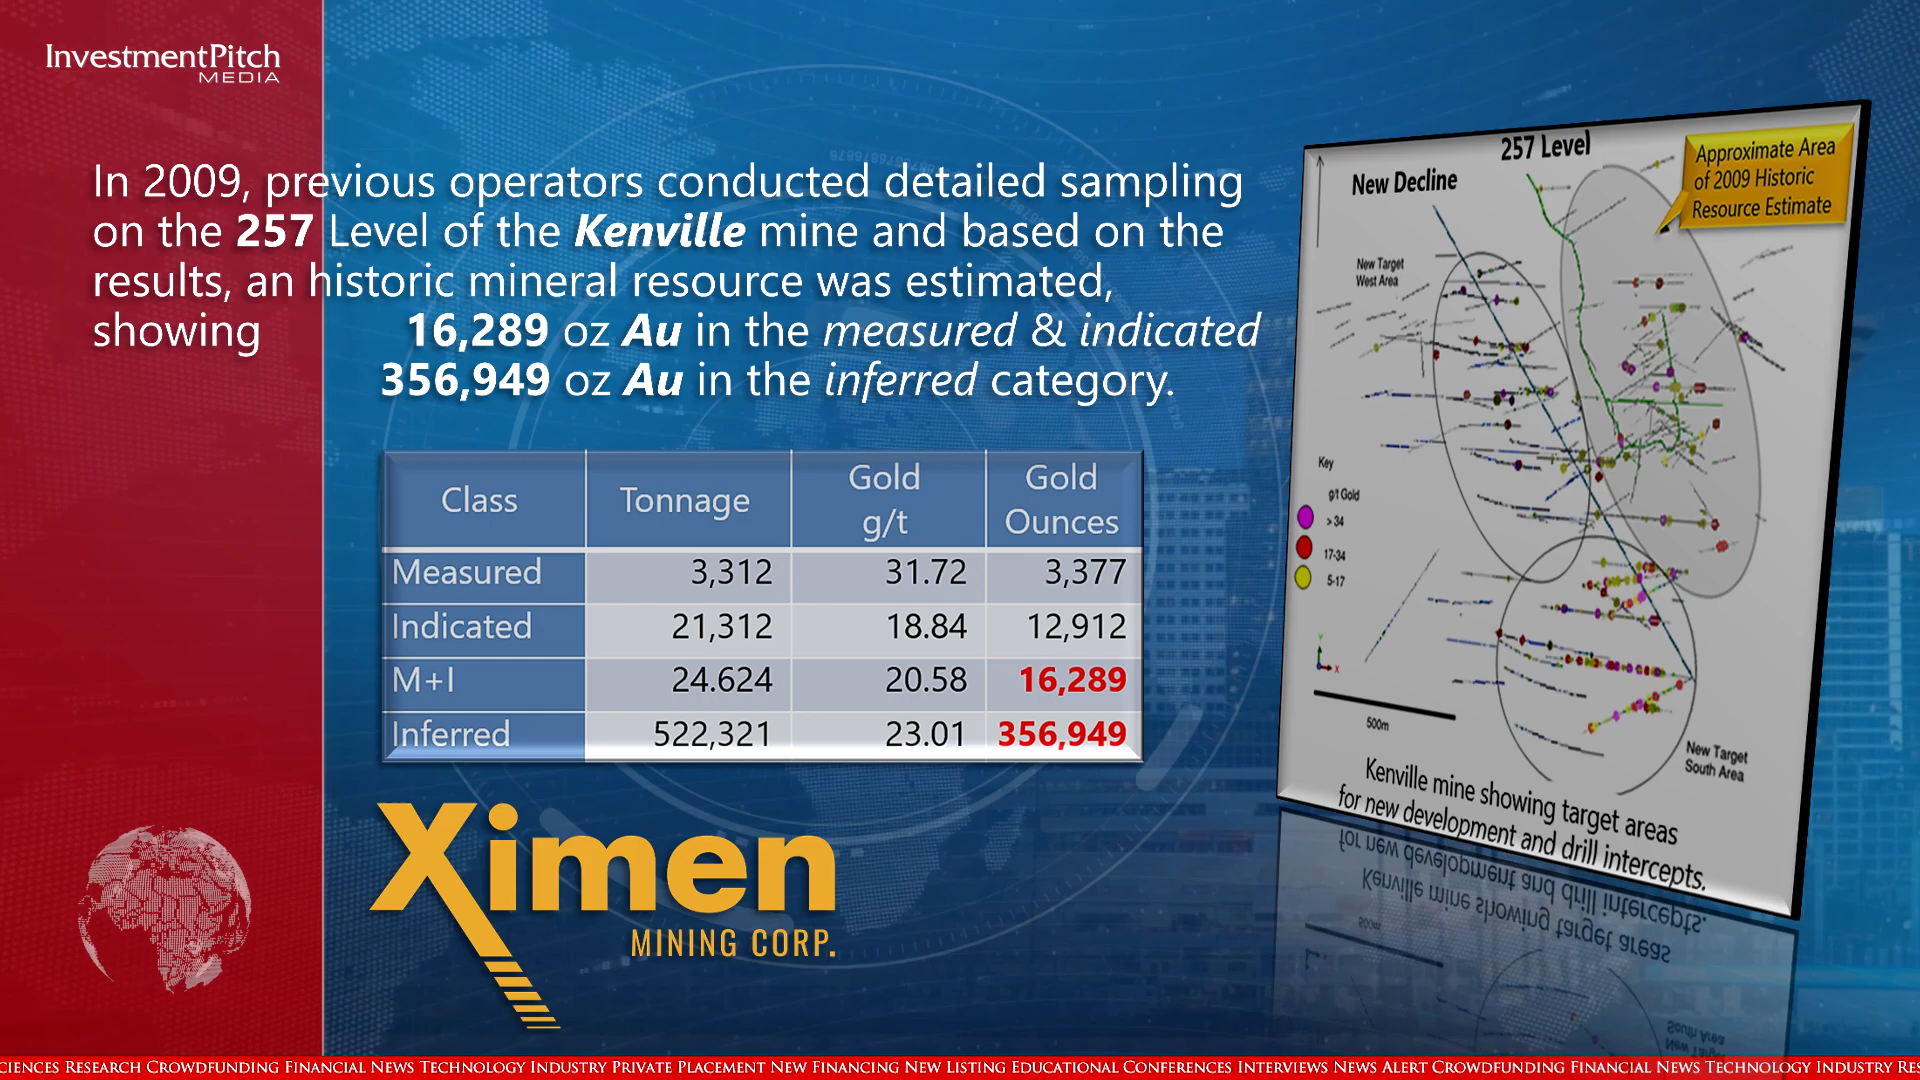 InvestmentPitch
MEDIA
In 2009, previous operators conducted detailed sampling
on the 257 Level of the Kenville mine and based on the
results, an historic mineral resource was estimated,
showing 16,289 oz Au in the measured & indicated
356,949 oz Au in the inferred category.
Class Tonnage Gold g/t Gold Ounces
Measured 3,312 31.72 3,377
Indicated 21,312 18.84 12,912
M+I 24.624 20.58 16,289
Inferred 522,321 23.01 356,949
Ximen
MINING CORP.
257 Level
New Decline
Approximate Area
of 2009 Historic
Resource Estimate
New Target
West Area
Key
g/t Gold
> 34
17-34
5-17
Y
X
500m
New Target
South Area
Kenville mine showing target areas
for new development and drill intercepts.
CIENCES RESEARCH CROWDFUNDING FINANCIAL NEWS TECHNOLOGY INDUSTRY PRIVATE PLACEMENT NEW FINANCING NEW LISTING EDUCATIONAL CONFERENCES INTERVIEWS NEWS ALERT CROWDFUNDING FINANCIAL NEWS TECHNOLOGY INDUSTRY RES